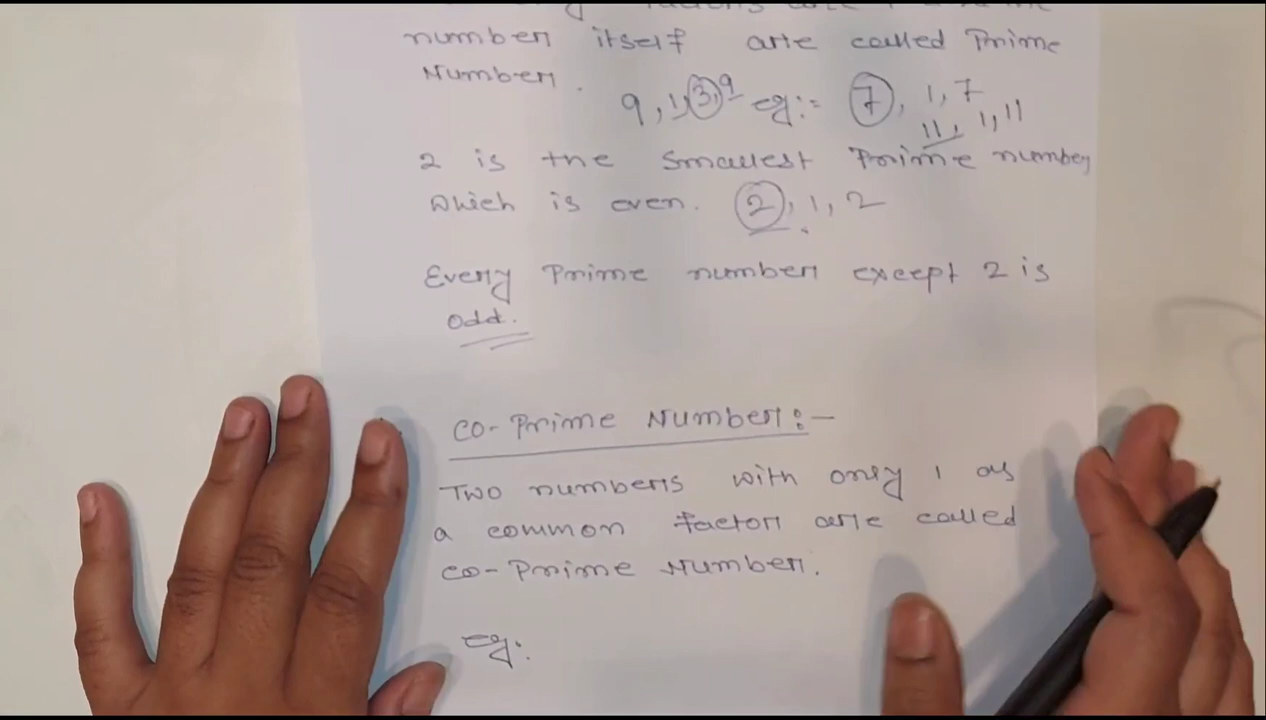 number itself are called Prime
Number.
9, 1, 3, 9 eg:- 7, 1, 7
11, 1, 11
2 is the smallest Prime number
which is even. 2, 1, 2
Every Prime number except 2 is
odd.
CO-Prime Number:-
Two numbers with only 1 as
a common factor are called
co-Prime Number.
eg: